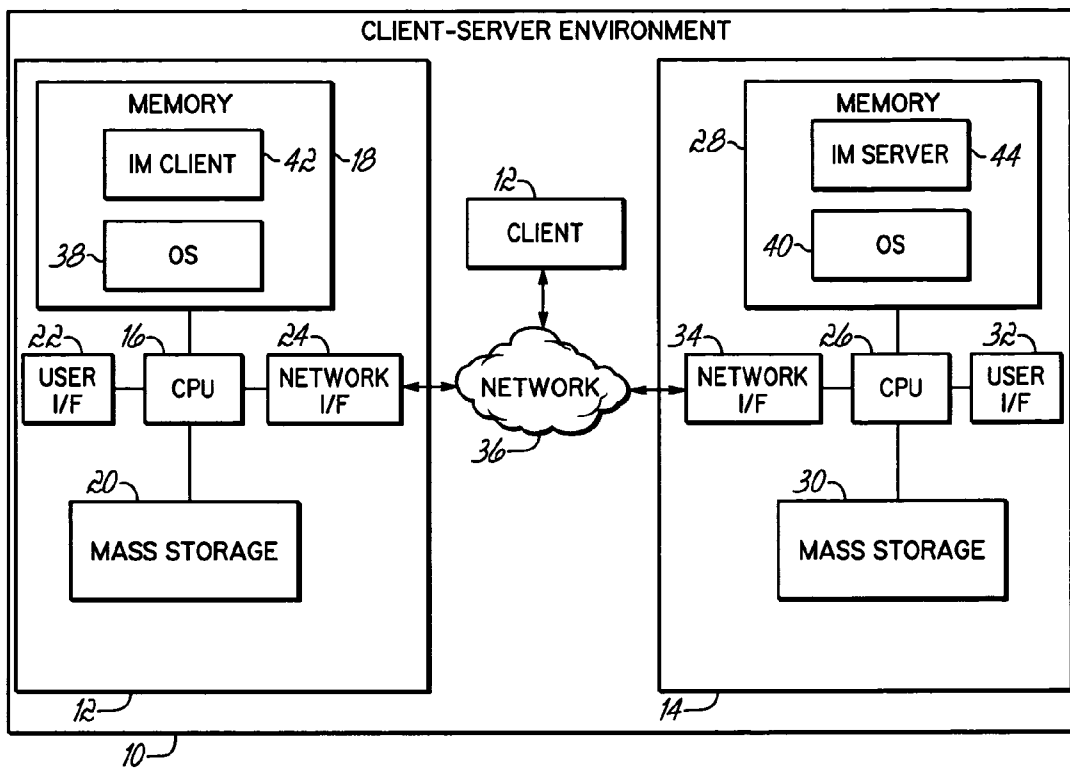 CLIENT-SERVER ENVIRONMENT
MEMORY
IM CLIENT
42
18
38
OS
22
16
24
USER
I/F
CPU
NETWORK
I/F
20
MASS STORAGE
12
10
12
CLIENT
NETWORK
36
MEMORY
28
IM SERVER
44
40
OS
34
26
32
NETWORK
I/F
CPU
USER
I/F
30
MASS STORAGE
14